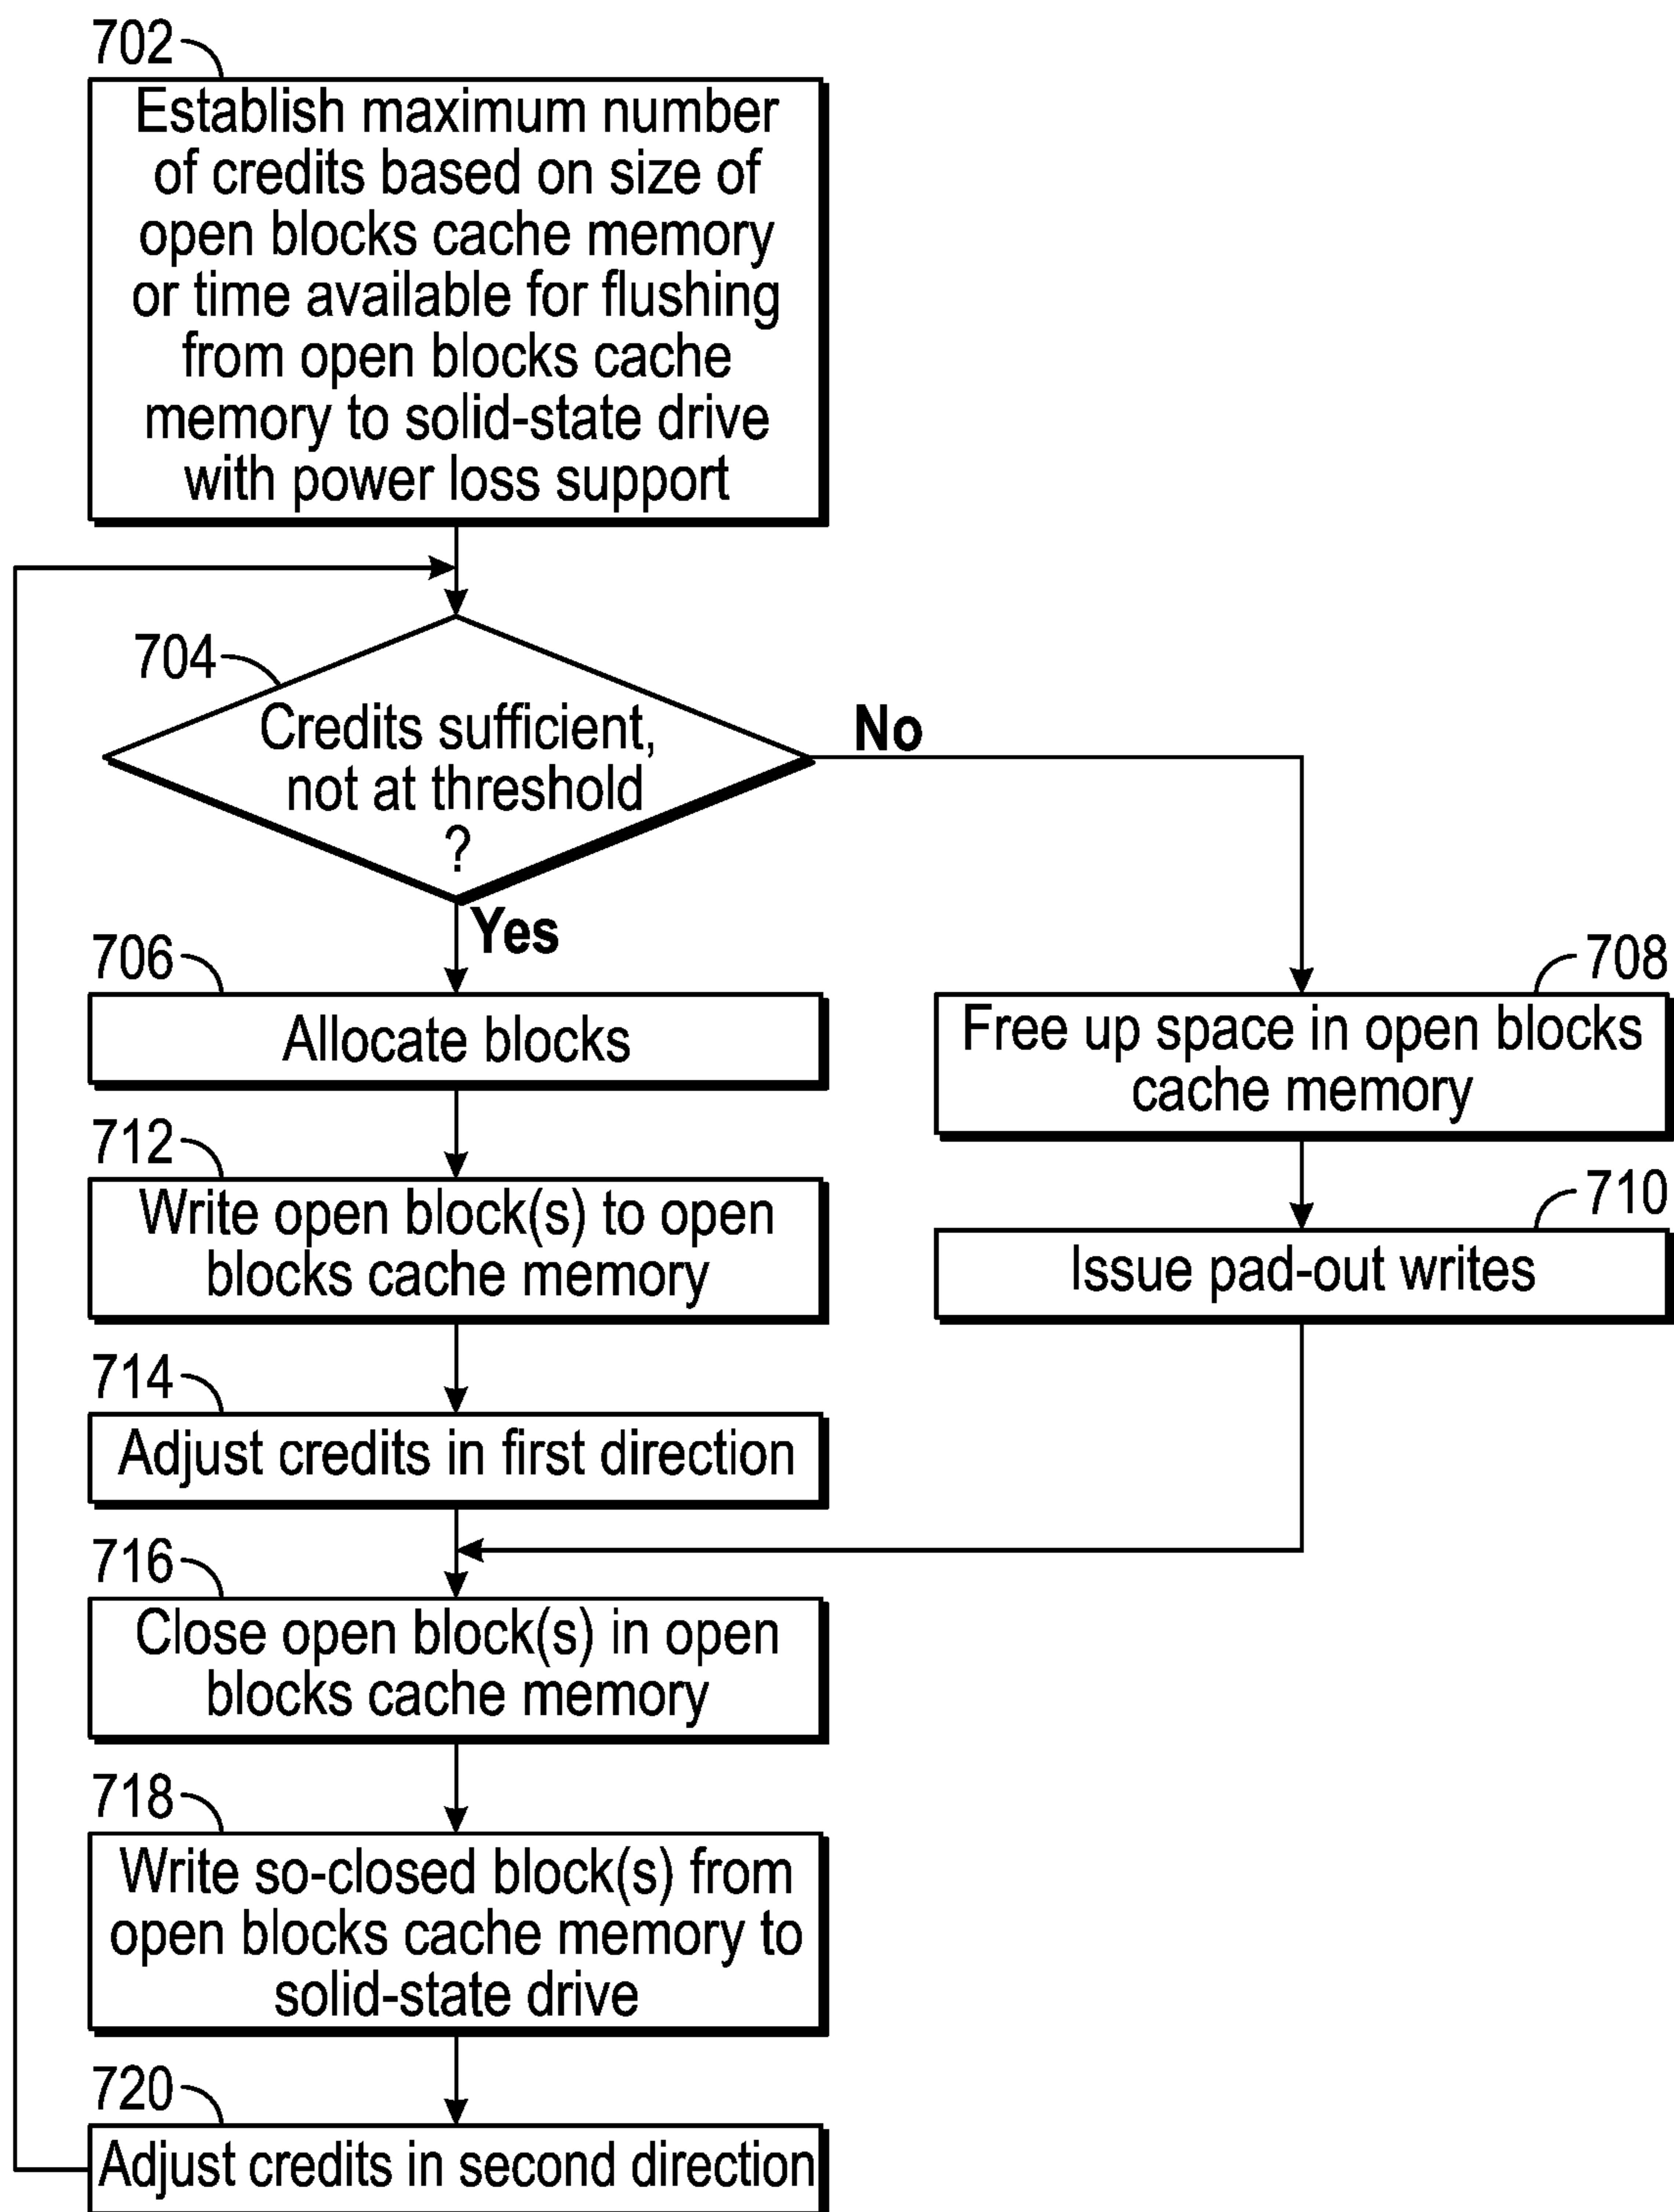 702
Establish maximum number
of credits based on size of
open blocks cache memory
or time available for flushing
from open blocks cache
memory to solid-state drive
with power loss support
704
Credits sufficient,
not at threshold
?
No
Yes
706
Allocate blocks
708
Free up space in open blocks
cache memory
712
Write open block(s) to open
blocks cache memory
710
Issue pad-out writes
714
Adjust credits in first direction
716
Close open block(s) in open
blocks cache memory
718
Write so-closed block(s) from
open blocks cache memory to
solid-state drive
720
Adjust credits in second direction